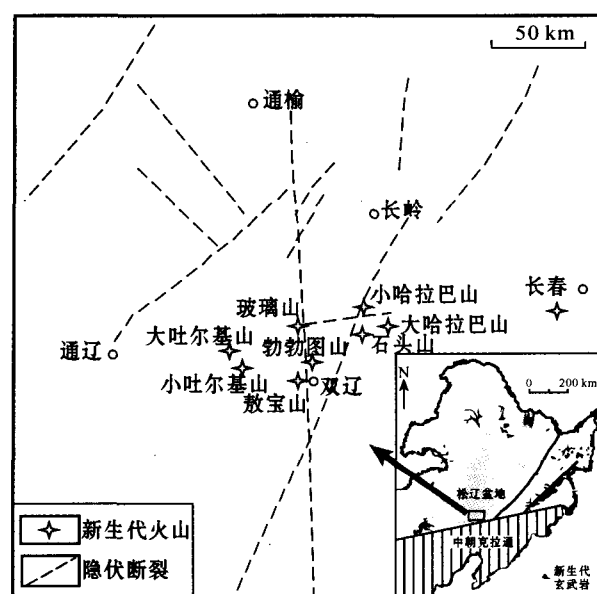 50 km
通榆
长岭
小哈拉巴山
长春
玻璃山
大哈拉巴山
石头山
大吐尔基山
勃勃图山
通辽
小吐尔基山
双辽
敖宝山
N
0 200 km
松辽盆地
中朝克拉通
新生代
玄武岩
新生代火山
隐伏断裂